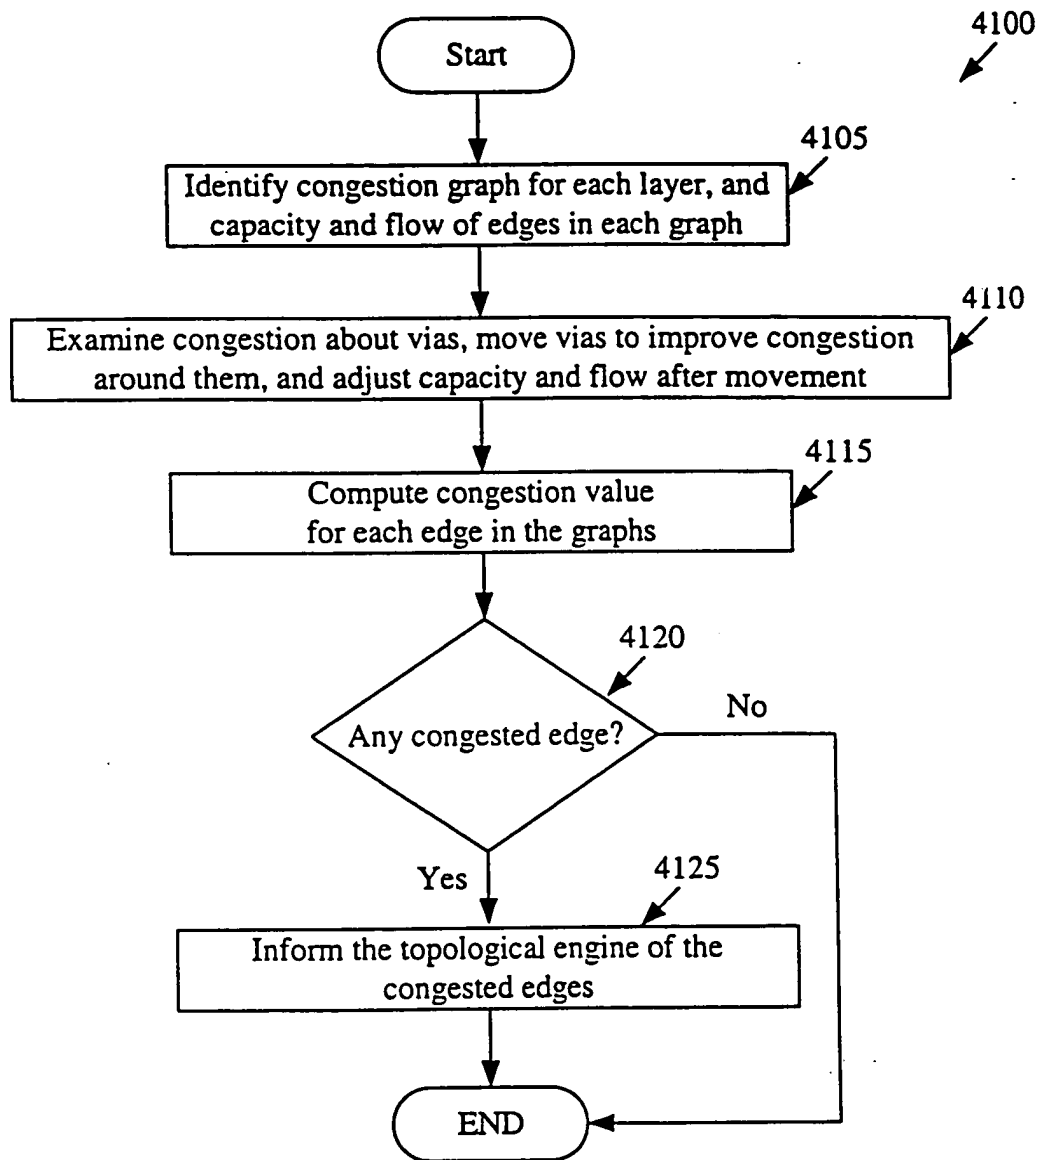 4100
Start
4105
Identify congestion graph for each layer, and
capacity and flow of edges in each graph
4110
Examine congestion about vias, move vias to improve congestion
around them, and adjust capacity and flow after movement
4115
Compute congestion value
for each edge in the graphs
4120
Any congested edge?
No
Yes
4125
Inform the topological engine of the
congested edges
END